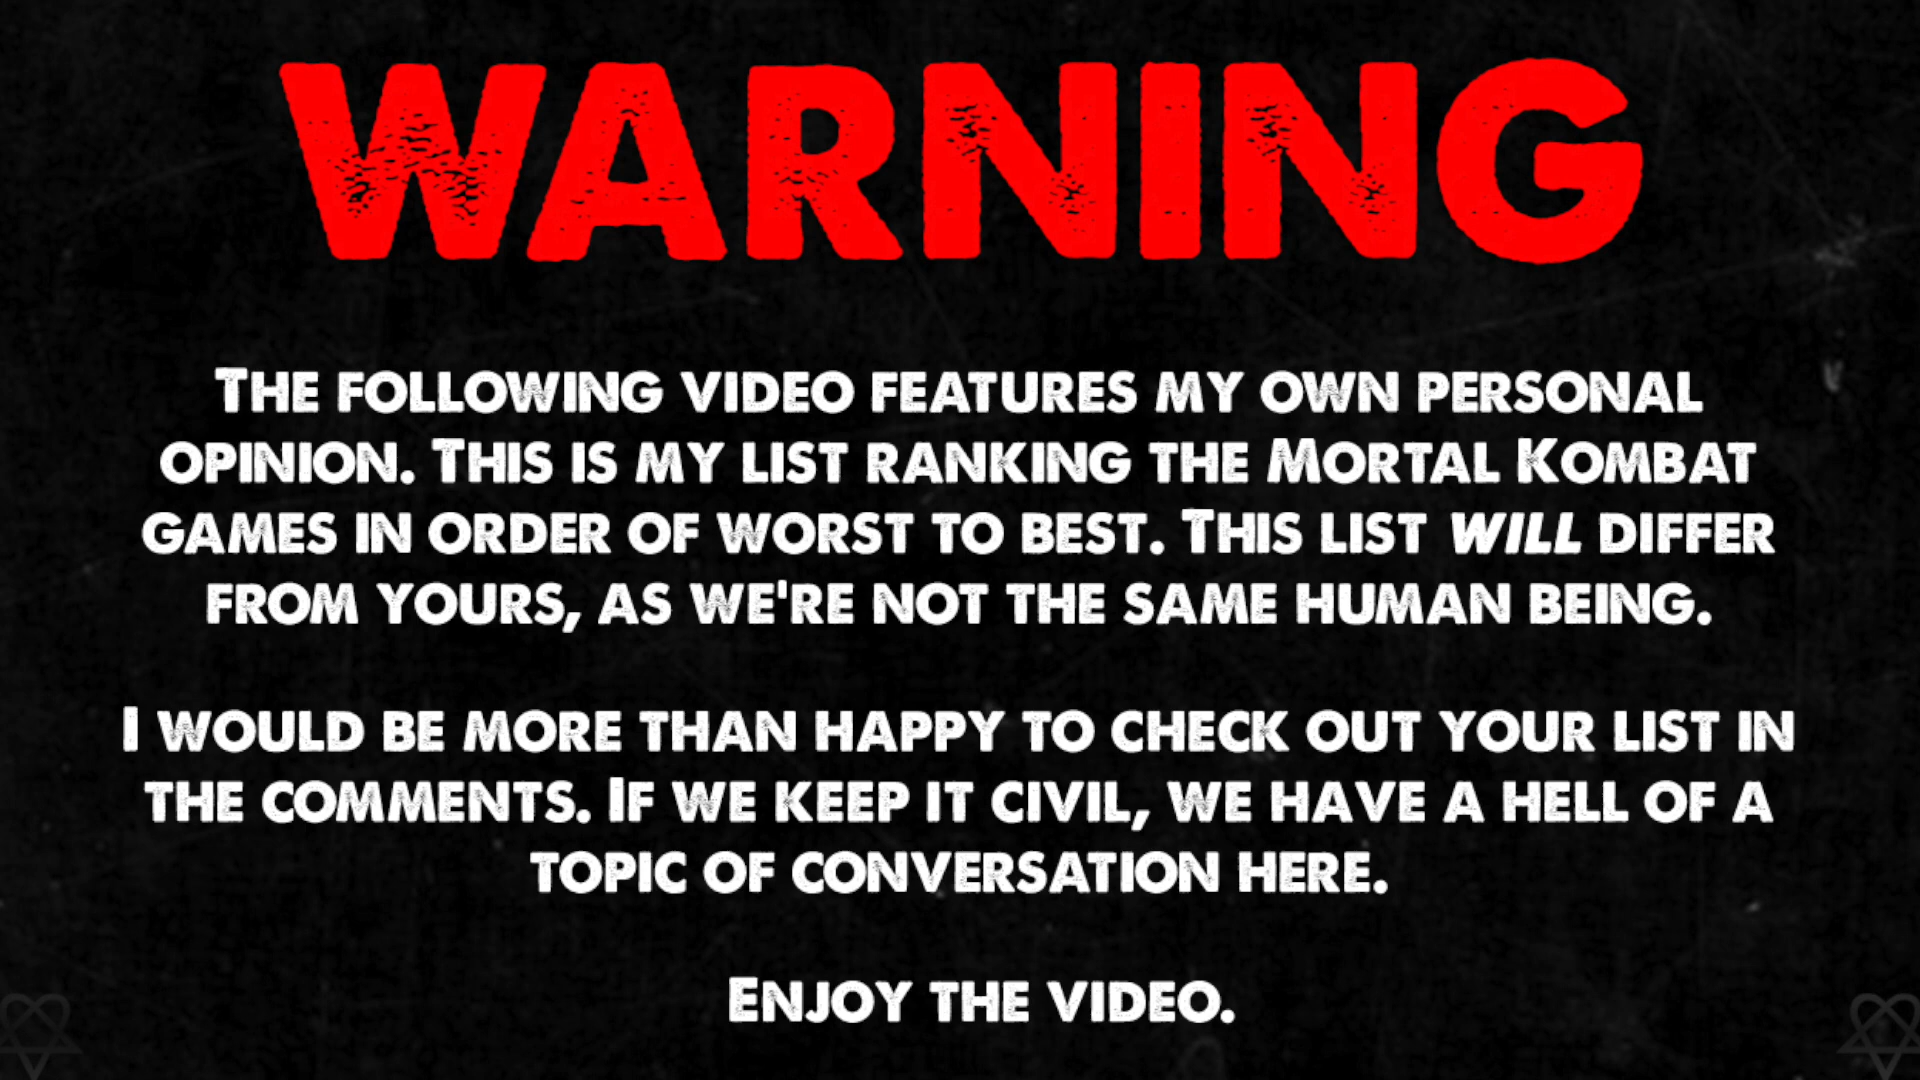 WARNING
The following video features my own personal
opinion. This is my list ranking the Mortal Kombat
games in order of worst to best. This list will differ
from yours, as we're not the same human being.
I would be more than happy to check out your list in
the comments. If we keep it civil, we have a hell of a
topic of conversation here.
Enjoy the video.